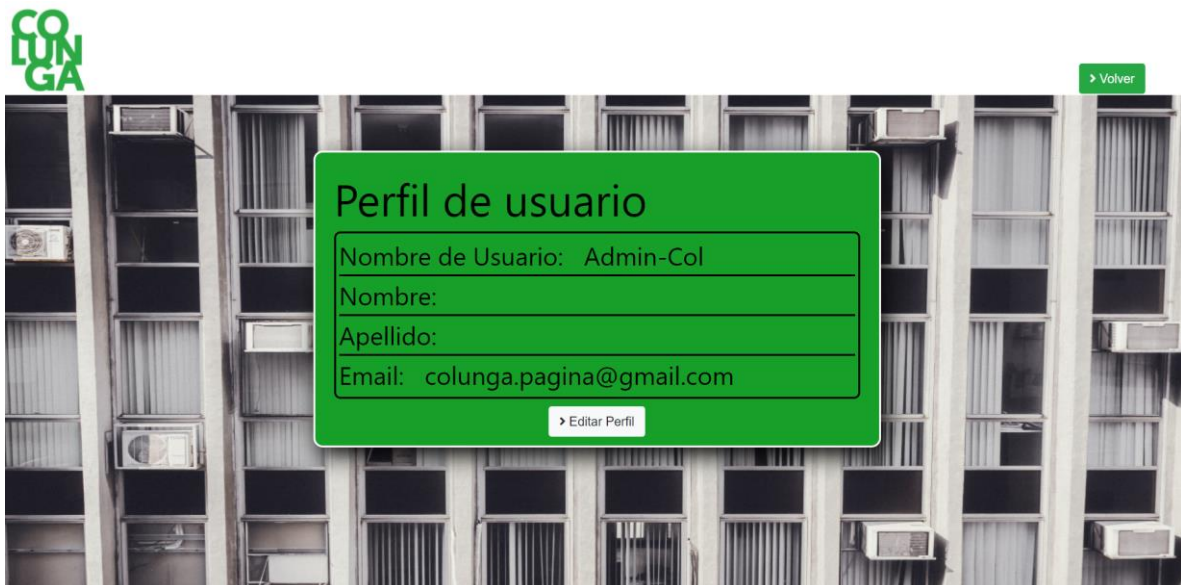 CO
LUN
GA
> Volver
Perfil de usuario
Nombre de Usuario: Admin-Col
Nombre:
Apellido:
Email: colunga.pagina@gmail.com
> Editar Perfil